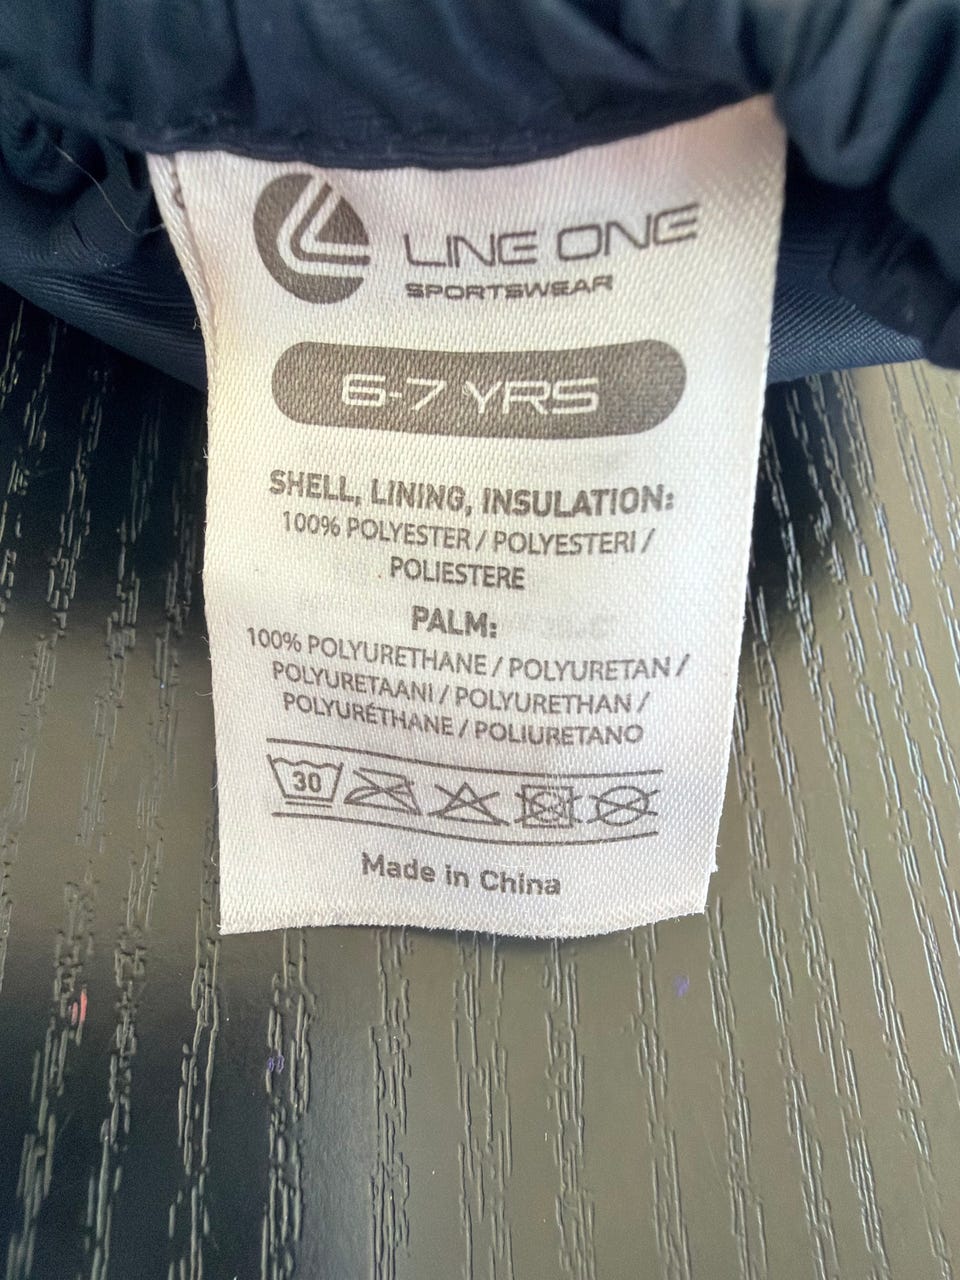 LINE ONE
SPORTSWEAR
6-7 YRS
SHELL, LINING, INSULATION:
100% POLYESTER / POLYESTERI /
POLIESTERE
PALM:
100% POLYURETHANE / POLYURETAN /
POLYURETAANI / POLYURETHAN /
POLYURÉTHANE / POLIURETANO
30
Made in China